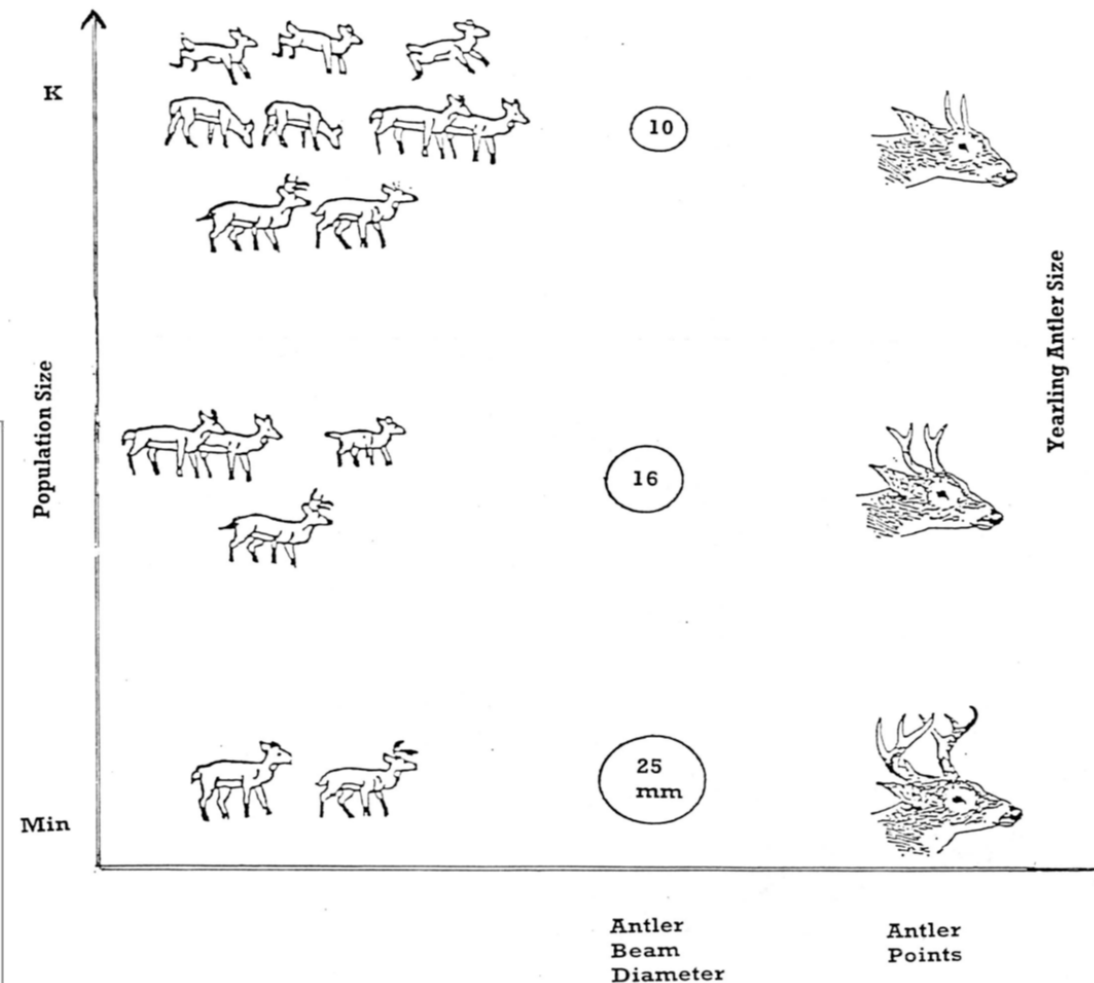 K
10
Population Size
Yearling Antler Size
16
25
mm
Min
Antler
Beam
Diameter
Antler
Points